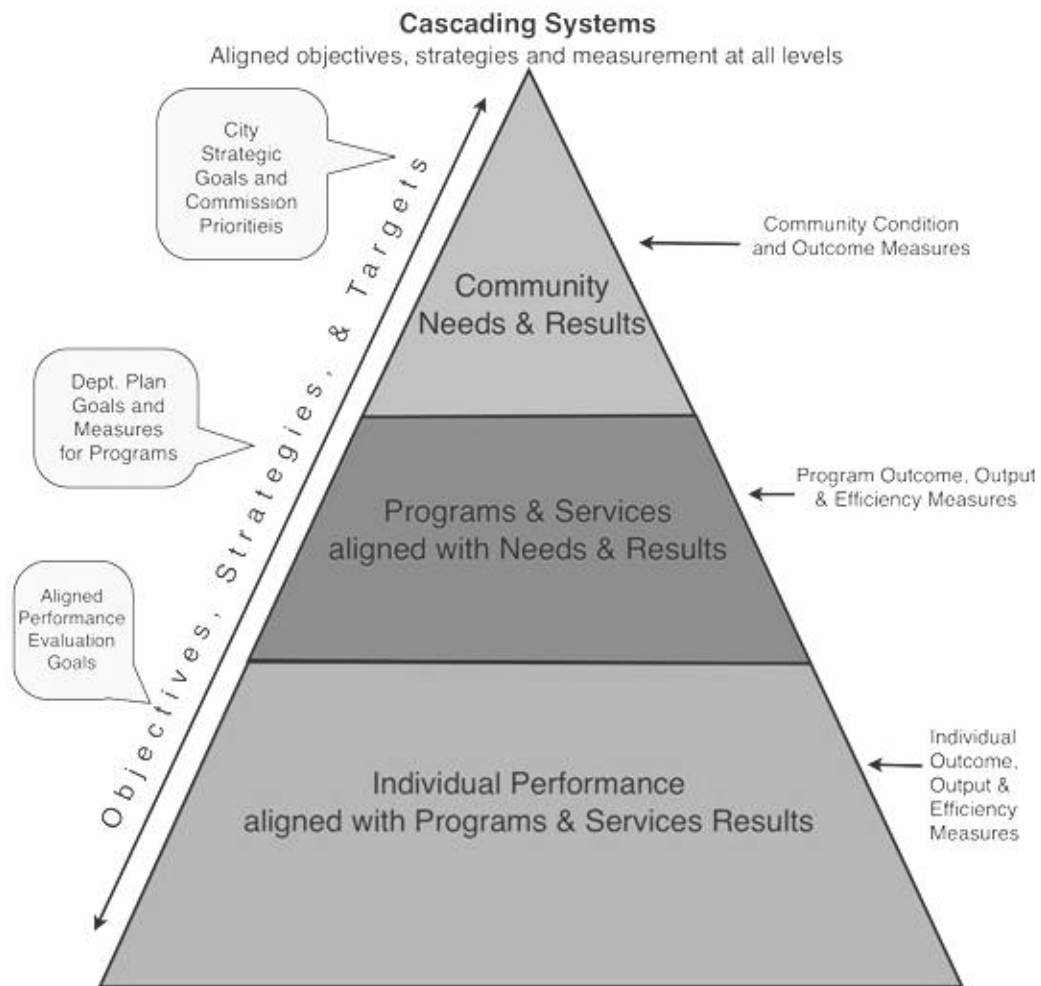 Cascading Systems
Aligned objectives, strategies and measurement at all levels
City
Strategic
Goals and
Commission
Prioritieis
Objectives, Strategies, & Targets
Community Condition
and Outcome Measures
Community
Needs & Results
Dept. Plan
Goals and
Measures
for Programs
Program Outcome, Output
& Efficiency Measures
Programs & Services
aligned with Needs & Results
Aligned
Performance
Evaluation
Goals
Individual
Outcome,
Output &
Efficiency
Measures
Individual Performance
aligned with Programs & Services Results